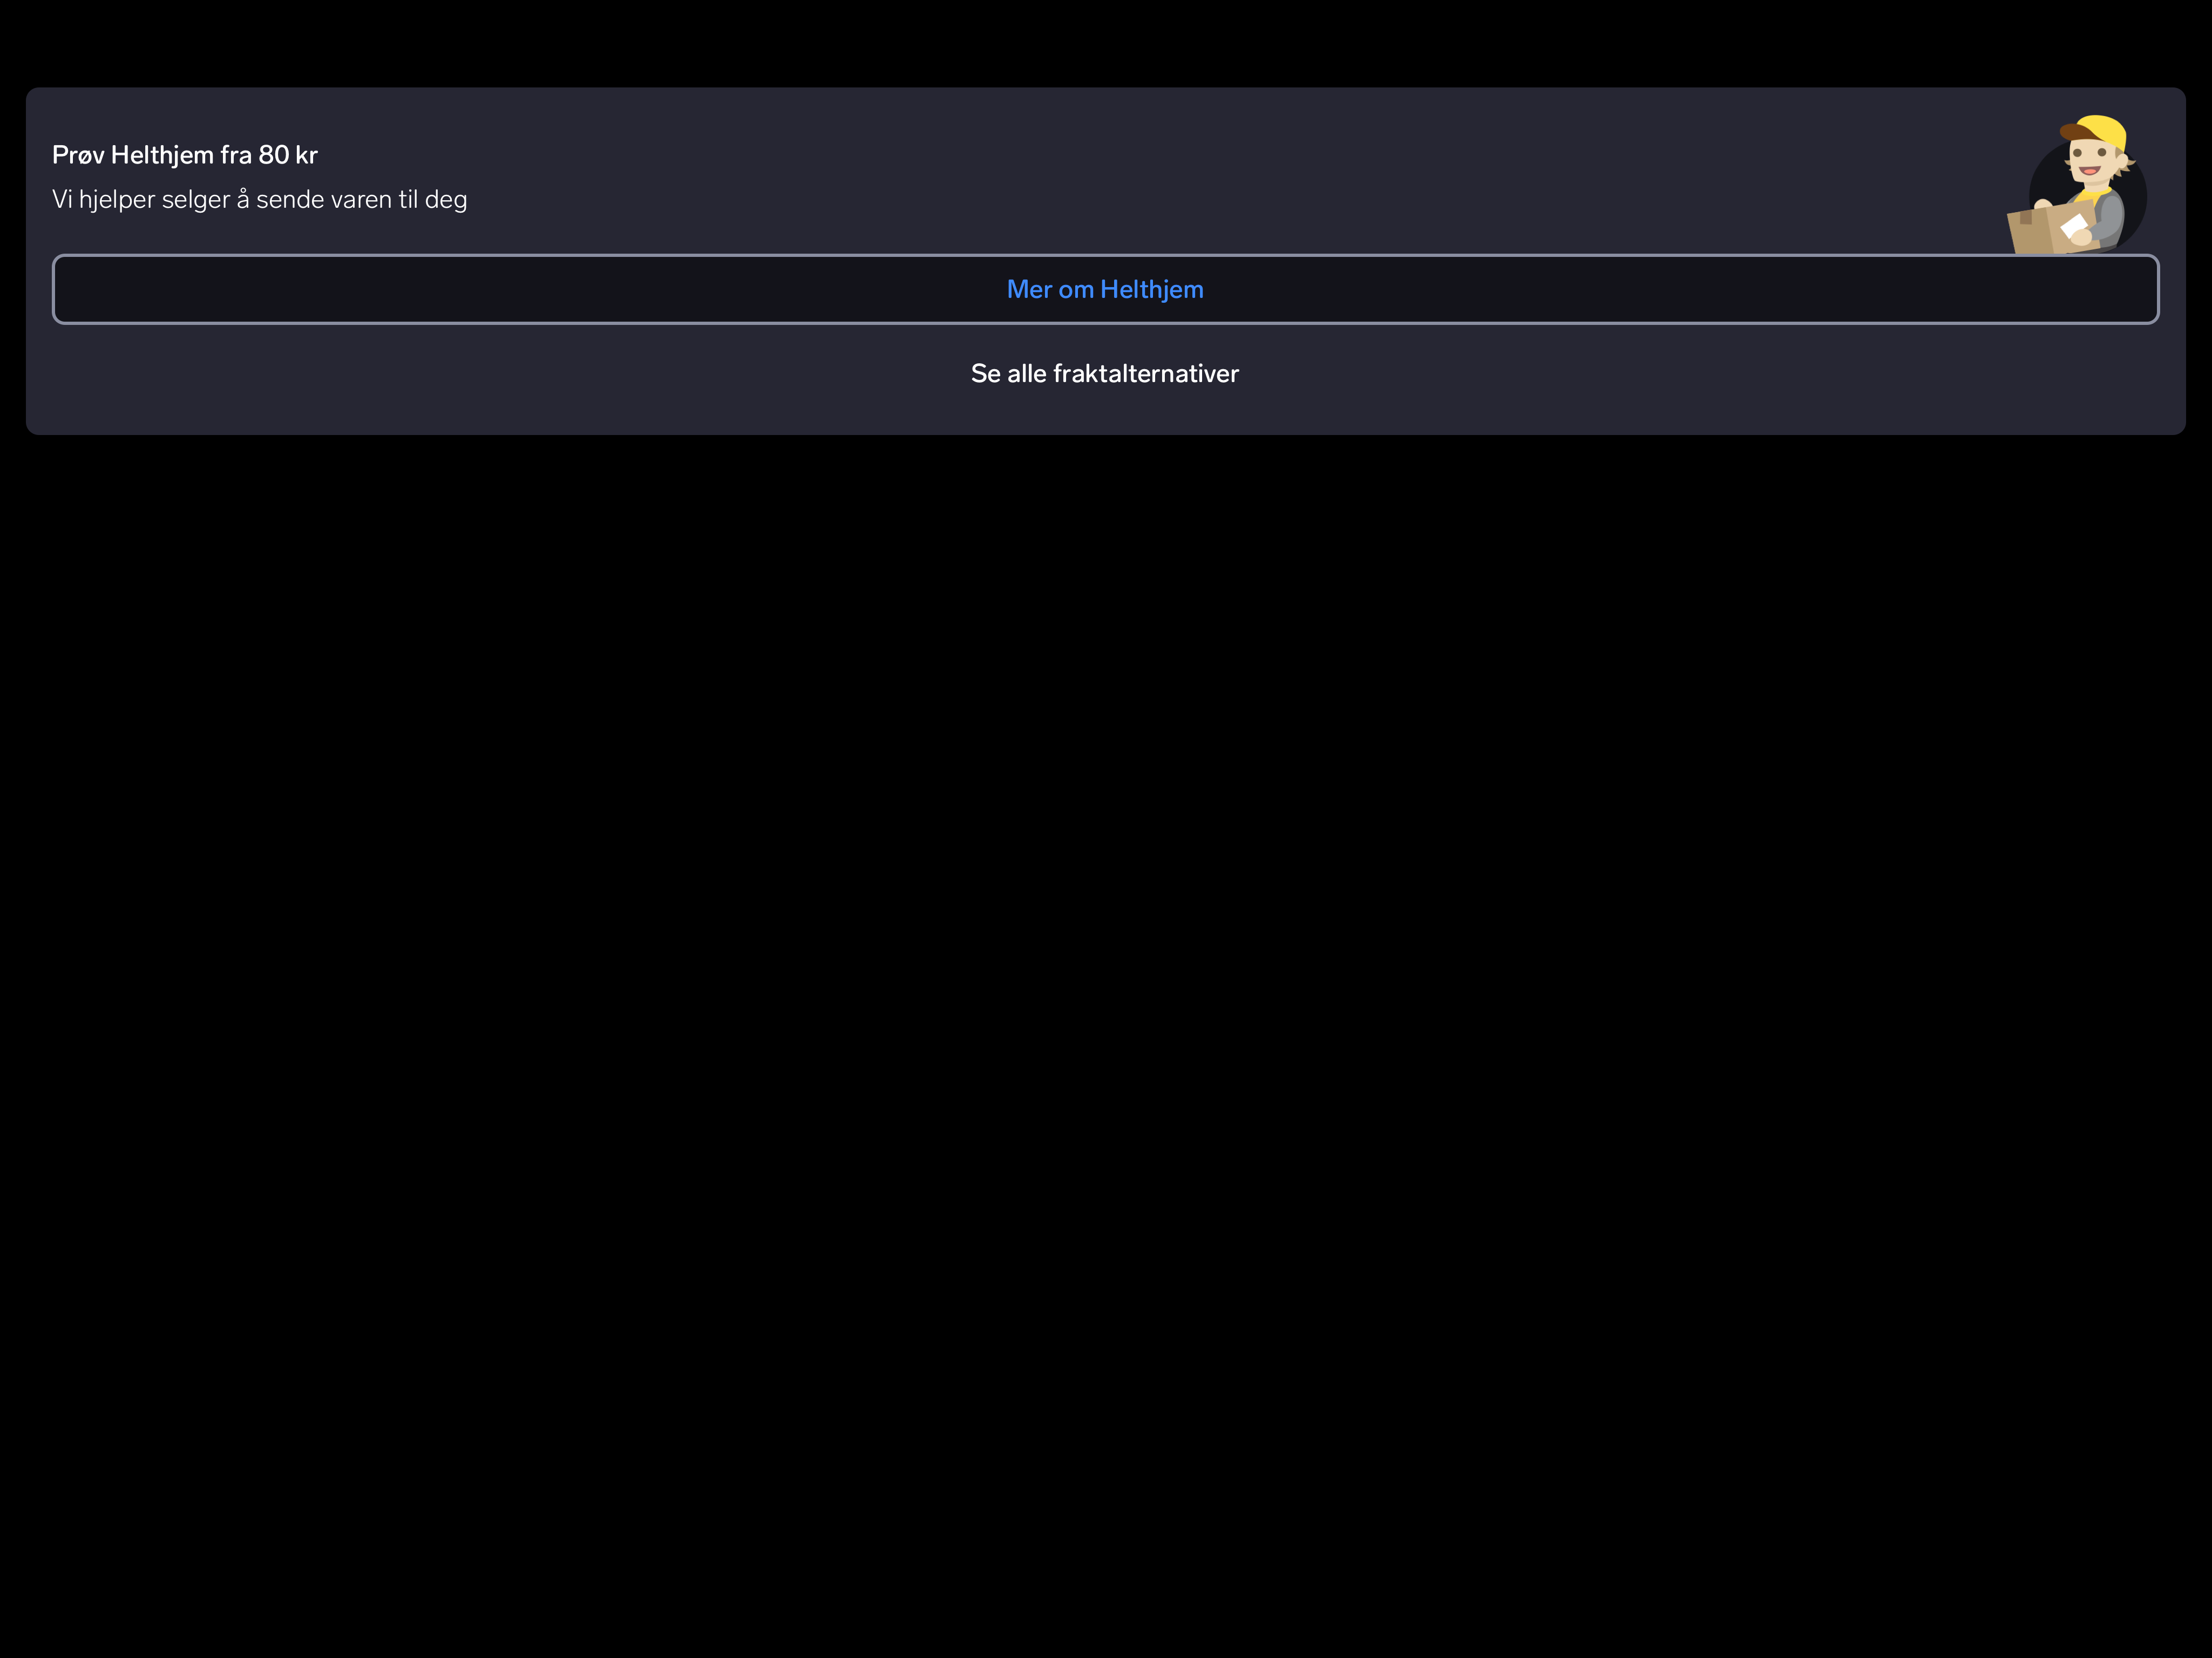 Prøv Helthjem fra 80 kr
Vi hjelper selger å sende varen til deg
Mer om Helthjem
Se alle fraktalternativer